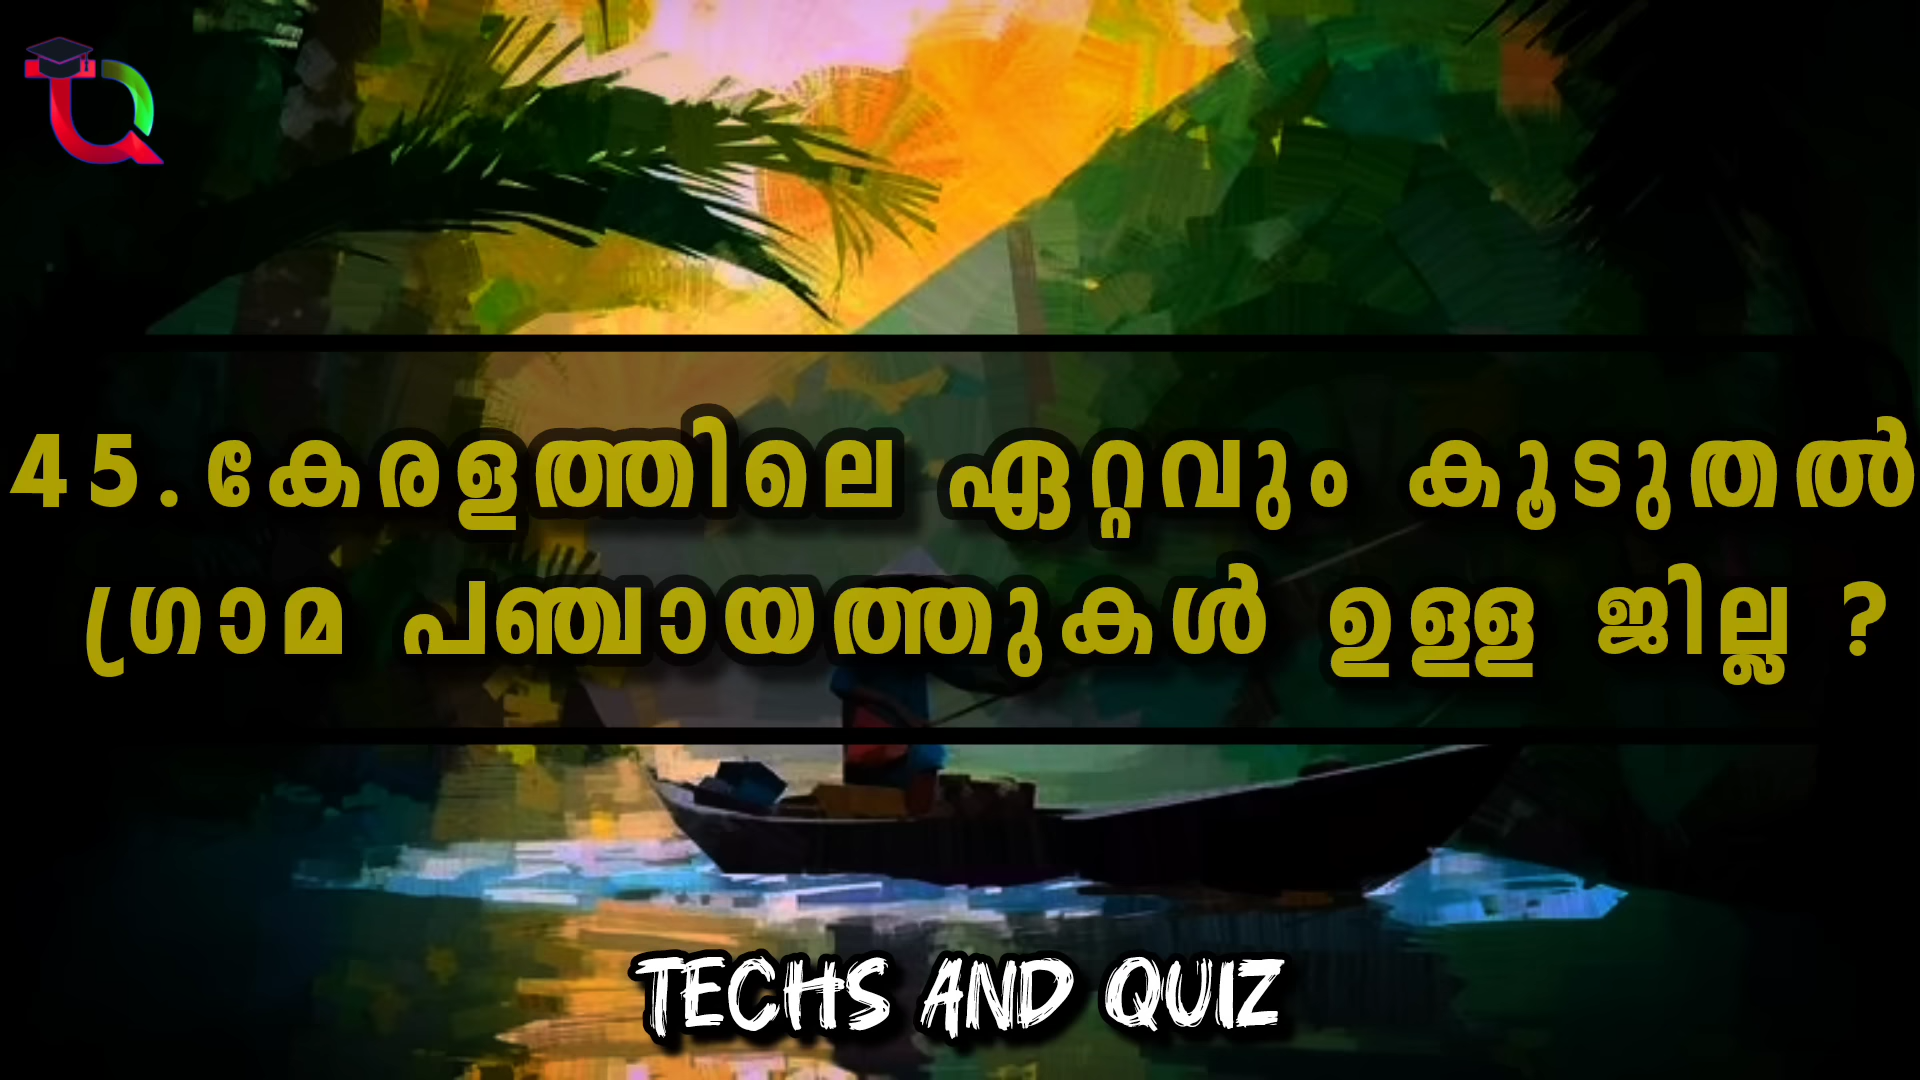 45.കേരളത്തിലെ ഏറ്റവും കൂടുതൽ
ഗ്രാമ പഞ്ചായത്തുകൾ ഉള്ള ജില്ല ?
TECHS AND QUIZ